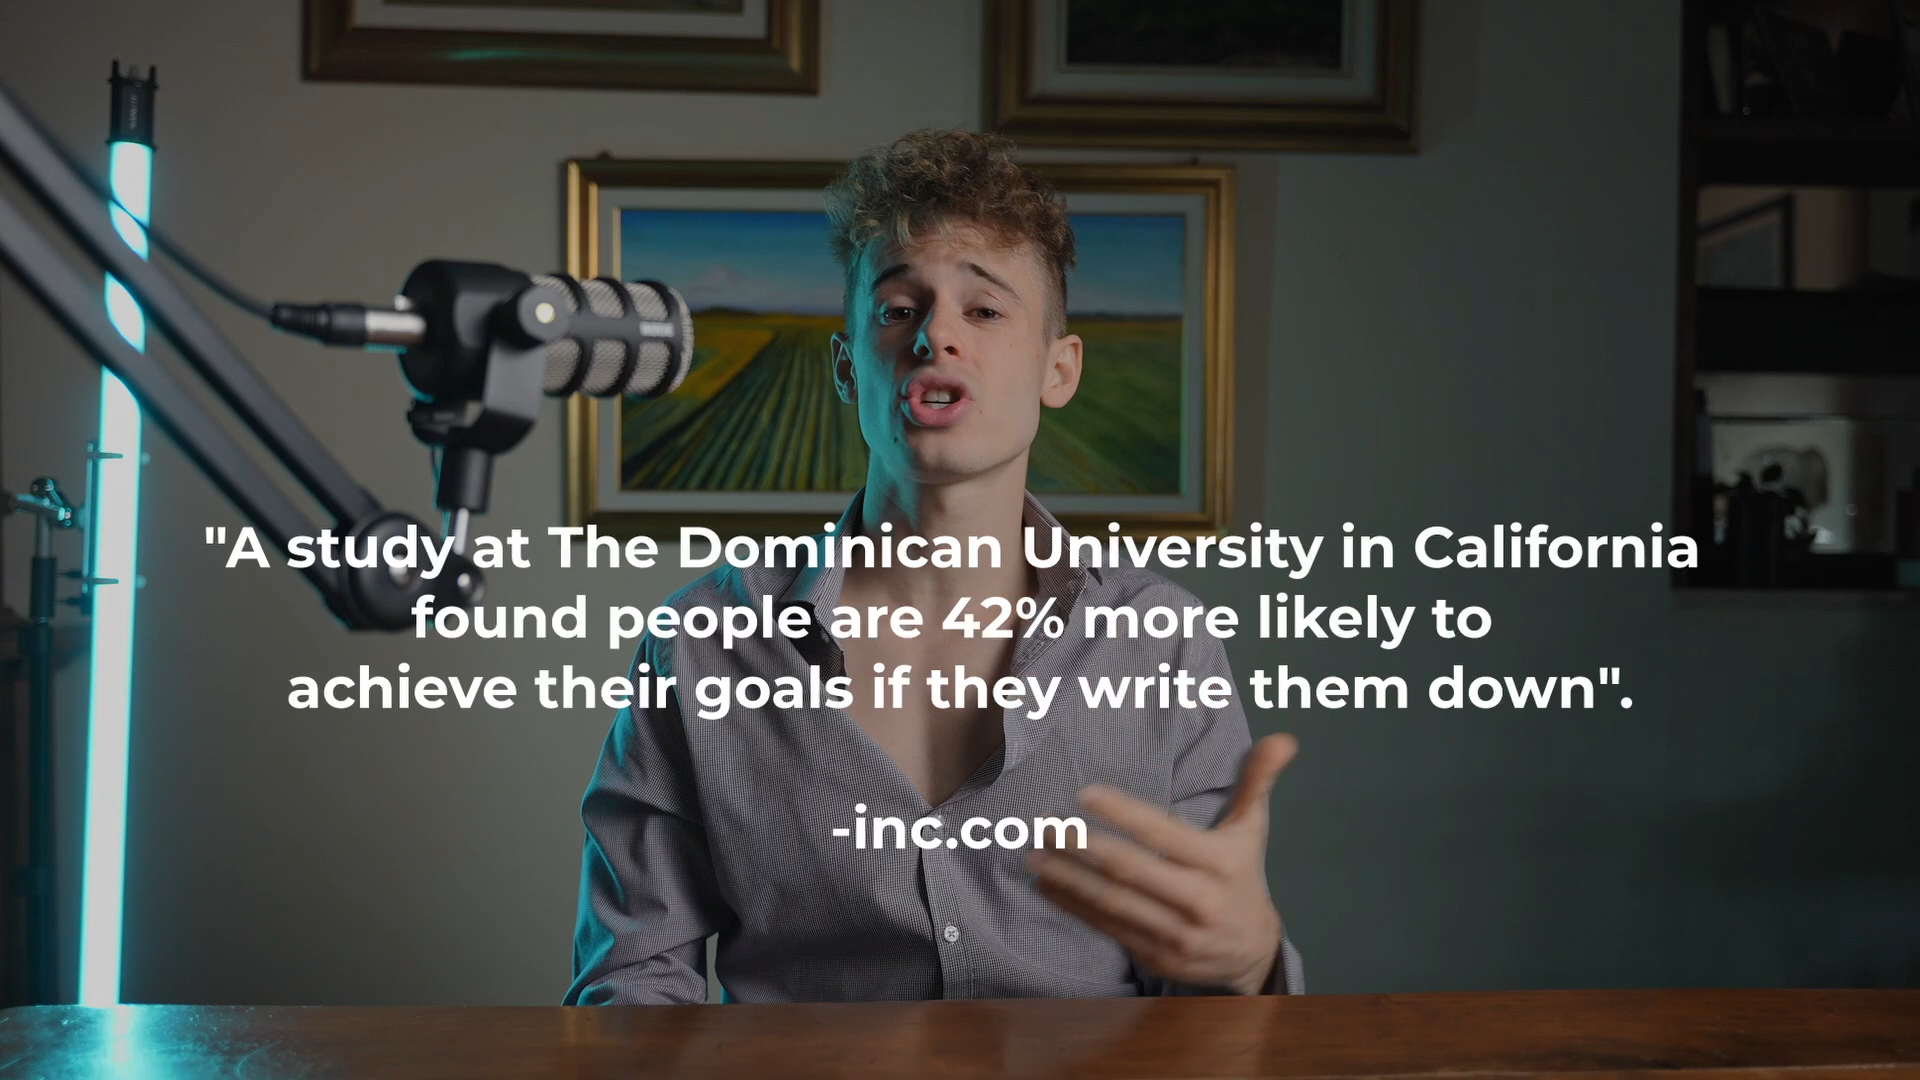 "A study at The Dominican University in California
found people are 42% more likely to
achieve their goals if they write them down".
-inc.com